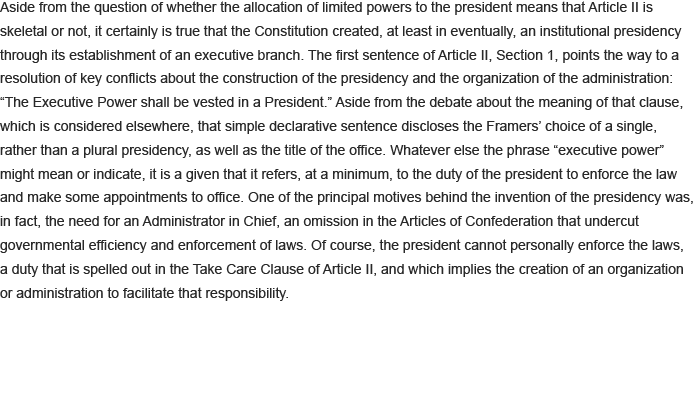 Aside from the question of whether the allocation of limited powers to the president means that Article II is
skeletal or not, it certainly is true that the Constitution created, at least in eventually, an institutional presidency
through its establishment of an executive branch. The first sentence of Article II, Section 1, points the way to a
resolution of key conflicts about the construction of the presidency and the organization of the administration:
“The Executive Power shall be vested in a President.” Aside from the debate about the meaning of that clause,
which is considered elsewhere, that simple declarative sentence discloses the Framers’ choice of a single,
rather than a plural presidency, as well as the title of the office. Whatever else the phrase “executive power”
might mean or indicate, it is a given that it refers, at a minimum, to the duty of the president to enforce the law
and make some appointments to office. One of the principal motives behind the invention of the presidency was,
in fact, the need for an Administrator in Chief, an omission in the Articles of Confederation that undercut
governmental efficiency and enforcement of laws. Of course, the president cannot personally enforce the laws,
a duty that is spelled out in the Take Care Clause of Article II, and which implies the creation of an organization
or administration to facilitate that responsibility.